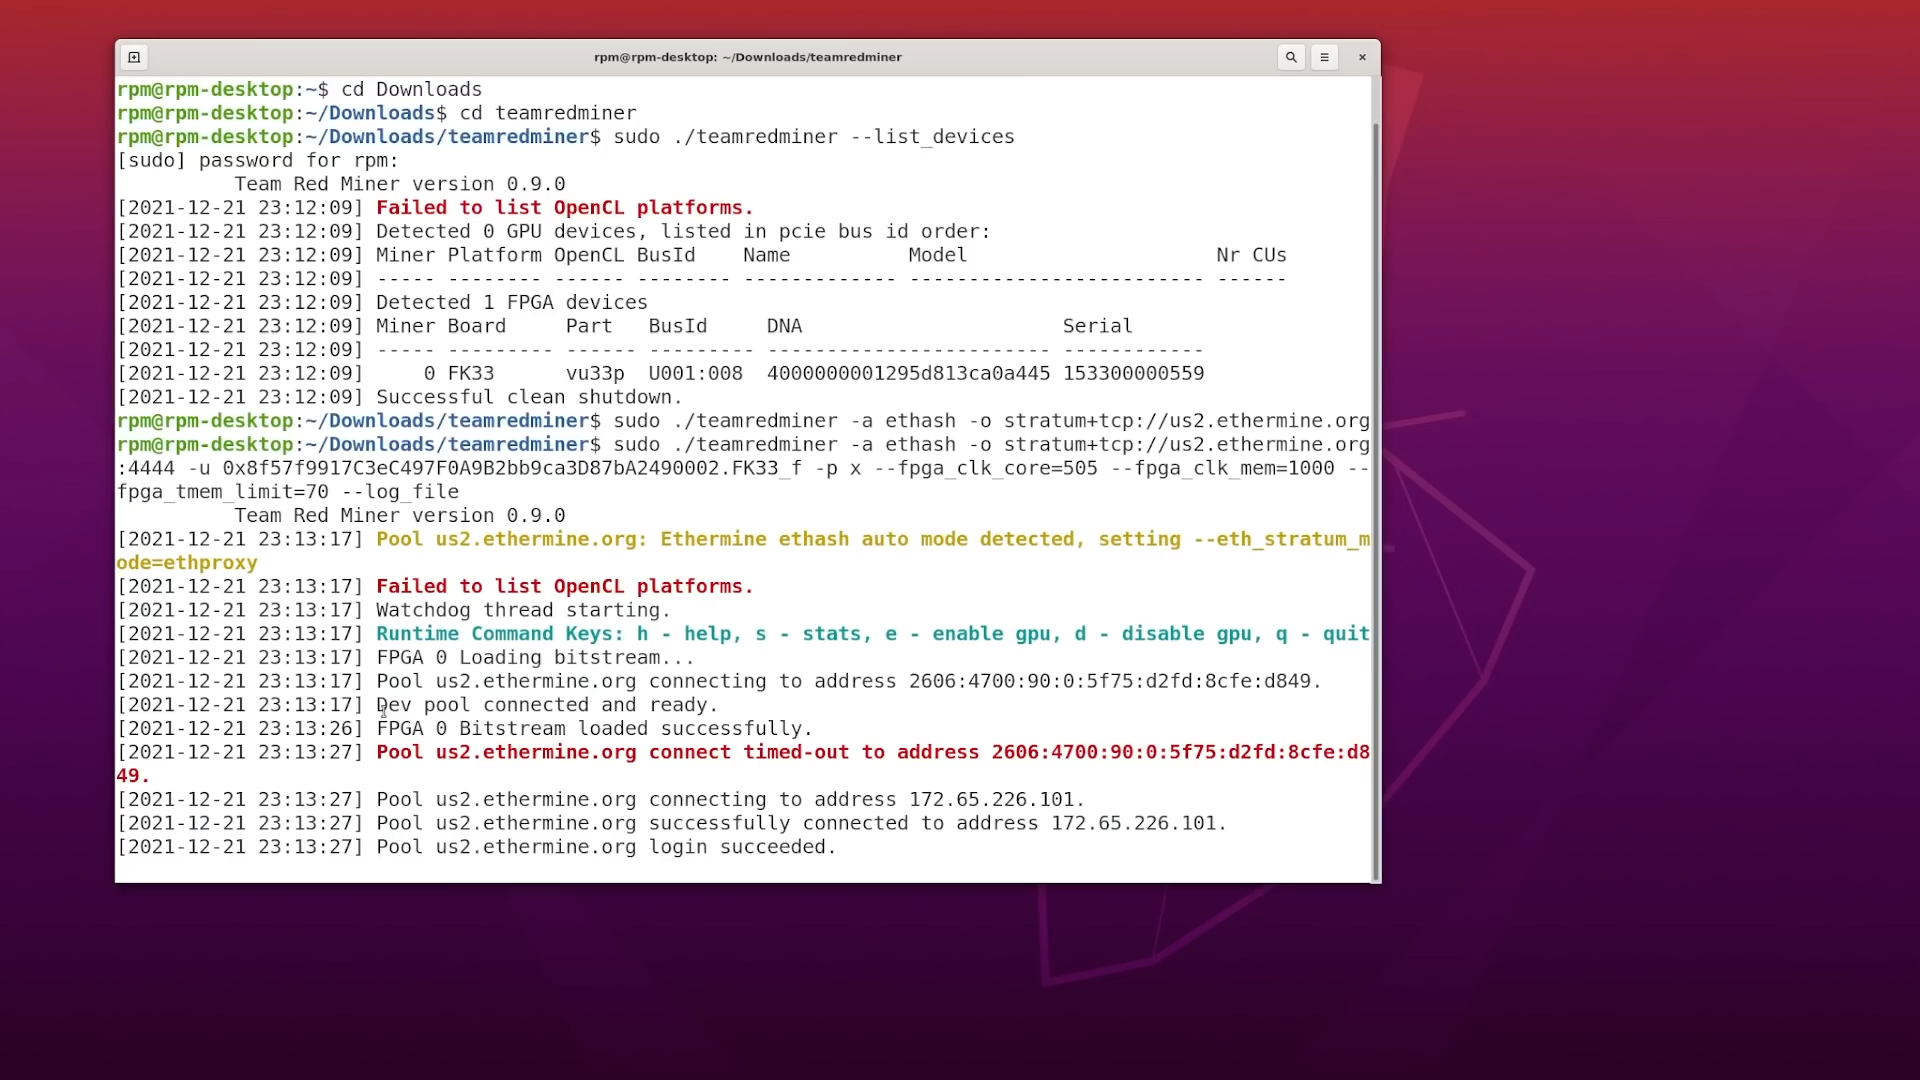 rpm@rpm-desktop: ~/Downloads/teamredminer
rpm@rpm-desktop:~$ cd Downloads
rpm@rpm-desktop:~/Downloads$ cd teamredminer
rpm@rpm-desktop:~/Downloads/teamredminer$ sudo ./teamredminer --list_devices
[sudo] password for rpm:
          Team Red Miner version 0.9.0
[2021-12-21 23:12:09] Failed to list OpenCL platforms.
[2021-12-21 23:12:09] Detected 0 GPU devices, listed in pcie bus id order:
[2021-12-21 23:12:09] Miner Platform OpenCL BusId    Name          Model                     Nr CUs
[2021-12-21 23:12:09] ----- -------- ------ -------- ------------- ------------------------- ------
[2021-12-21 23:12:09] Detected 1 FPGA devices
[2021-12-21 23:12:09] Miner Board     Part   BusId     DNA                      Serial
[2021-12-21 23:12:09] ----- --------- ------ --------- ------------------------ ------------
[2021-12-21 23:12:09]     0 FK33      vu33p  U001:008  4000000001295d813ca0a445 153300000559
[2021-12-21 23:12:09] Successful clean shutdown.
rpm@rpm-desktop:~/Downloads/teamredminer$ sudo ./teamredminer -a ethash -o stratum+tcp://us2.ethermine.org
rpm@rpm-desktop:~/Downloads/teamredminer$ sudo ./teamredminer -a ethash -o stratum+tcp://us2.ethermine.org
:4444 -u 0x8f57f9917C3eC497F0A9B2bb9ca3D87bA2490002.FK33_f -p x --fpga_clk_core=505 --fpga_clk_mem=1000 --
fpga_tmem_limit=70 --log_file
          Team Red Miner version 0.9.0
[2021-12-21 23:13:17] Pool us2.ethermine.org: Ethermine ethash auto mode detected, setting --eth_stratum_m
ode=ethproxy
[2021-12-21 23:13:17] Failed to list OpenCL platforms.
[2021-12-21 23:13:17] Watchdog thread starting.
[2021-12-21 23:13:17] Runtime Command Keys: h - help, s - stats, e - enable gpu, d - disable gpu, q - quit
[2021-12-21 23:13:17] FPGA 0 Loading bitstream...
[2021-12-21 23:13:17] Pool us2.ethermine.org connecting to address 2606:4700:90:0:5f75:d2fd:8cfe:d849.
[2021-12-21 23:13:17] Dev pool connected and ready.
[2021-12-21 23:13:26] FPGA 0 Bitstream loaded successfully.
[2021-12-21 23:13:27] Pool us2.ethermine.org connect timed-out to address 2606:4700:90:0:5f75:d2fd:8cfe:d8
49.
[2021-12-21 23:13:27] Pool us2.ethermine.org connecting to address 172.65.226.101.
[2021-12-21 23:13:27] Pool us2.ethermine.org successfully connected to address 172.65.226.101.
[2021-12-21 23:13:27] Pool us2.ethermine.org login succeeded.